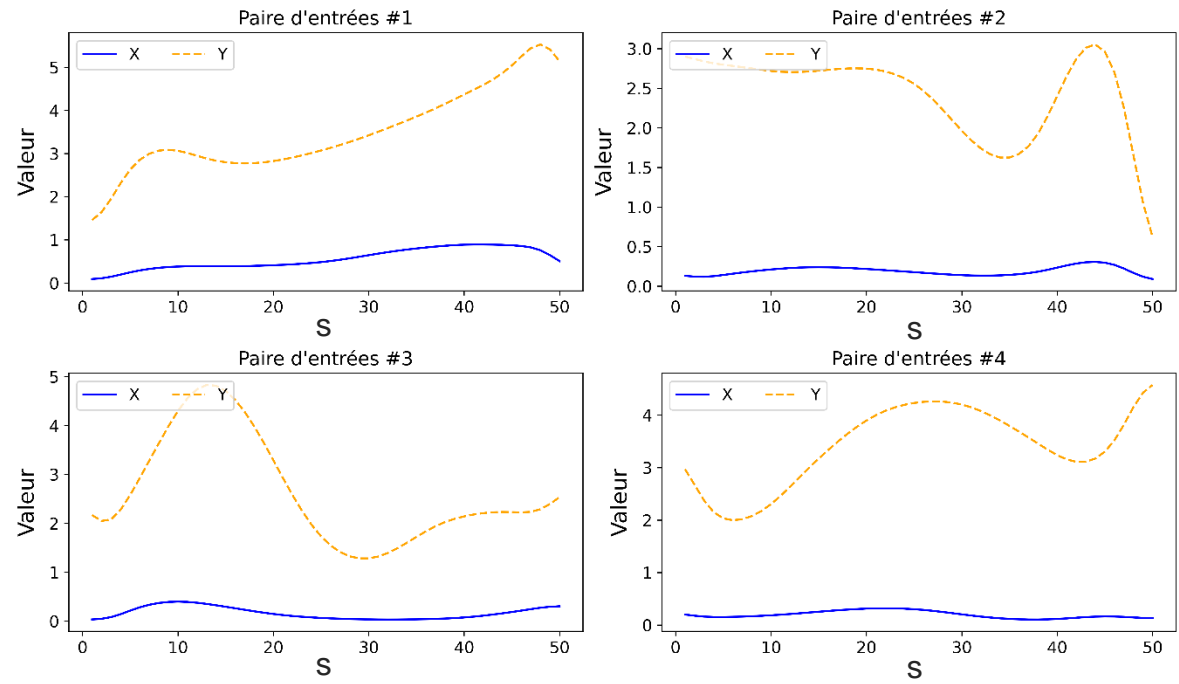 Paire d'entrées #1
X Y
Valeur
5
4
3
2
1
0
0 10 20 30 40 50
S
Paire d'entrées #2
X Y
Valeur
3.0
2.5
2.0
1.5
1.0
0.5
0.0
0 10 20 30 40 50
S
Paire d'entrées #3
X Y
Valeur
5
4
3
2
1
0
0 10 20 30 40 50
S
Paire d'entrées #4
X Y
Valeur
4
3
2
1
0
0 10 20 30 40 50
S